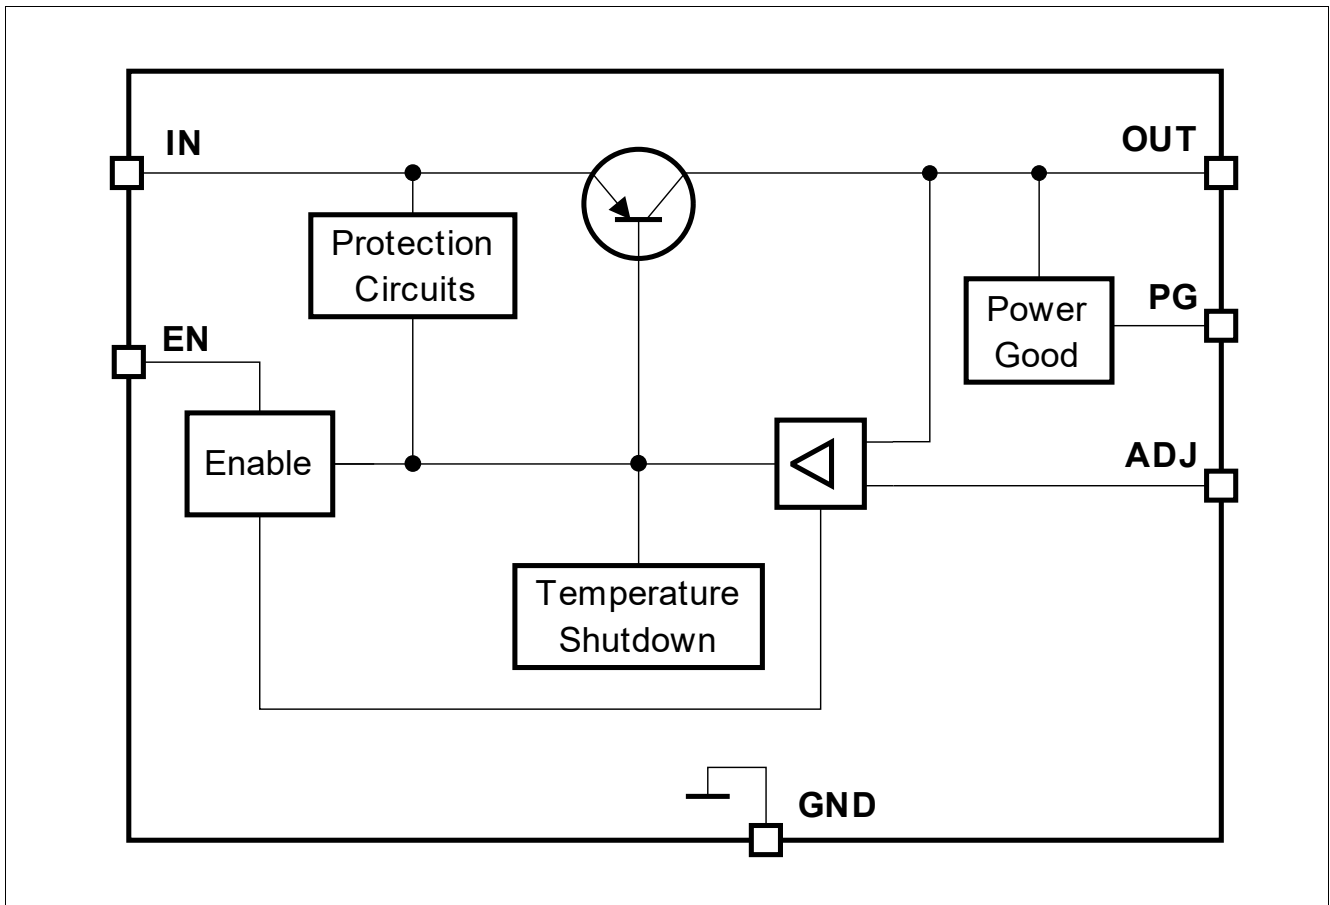 IN
OUT
Protection
Circuits
Power
Good
PG
EN
Enable
ADJ
Temperature
Shutdown
GND